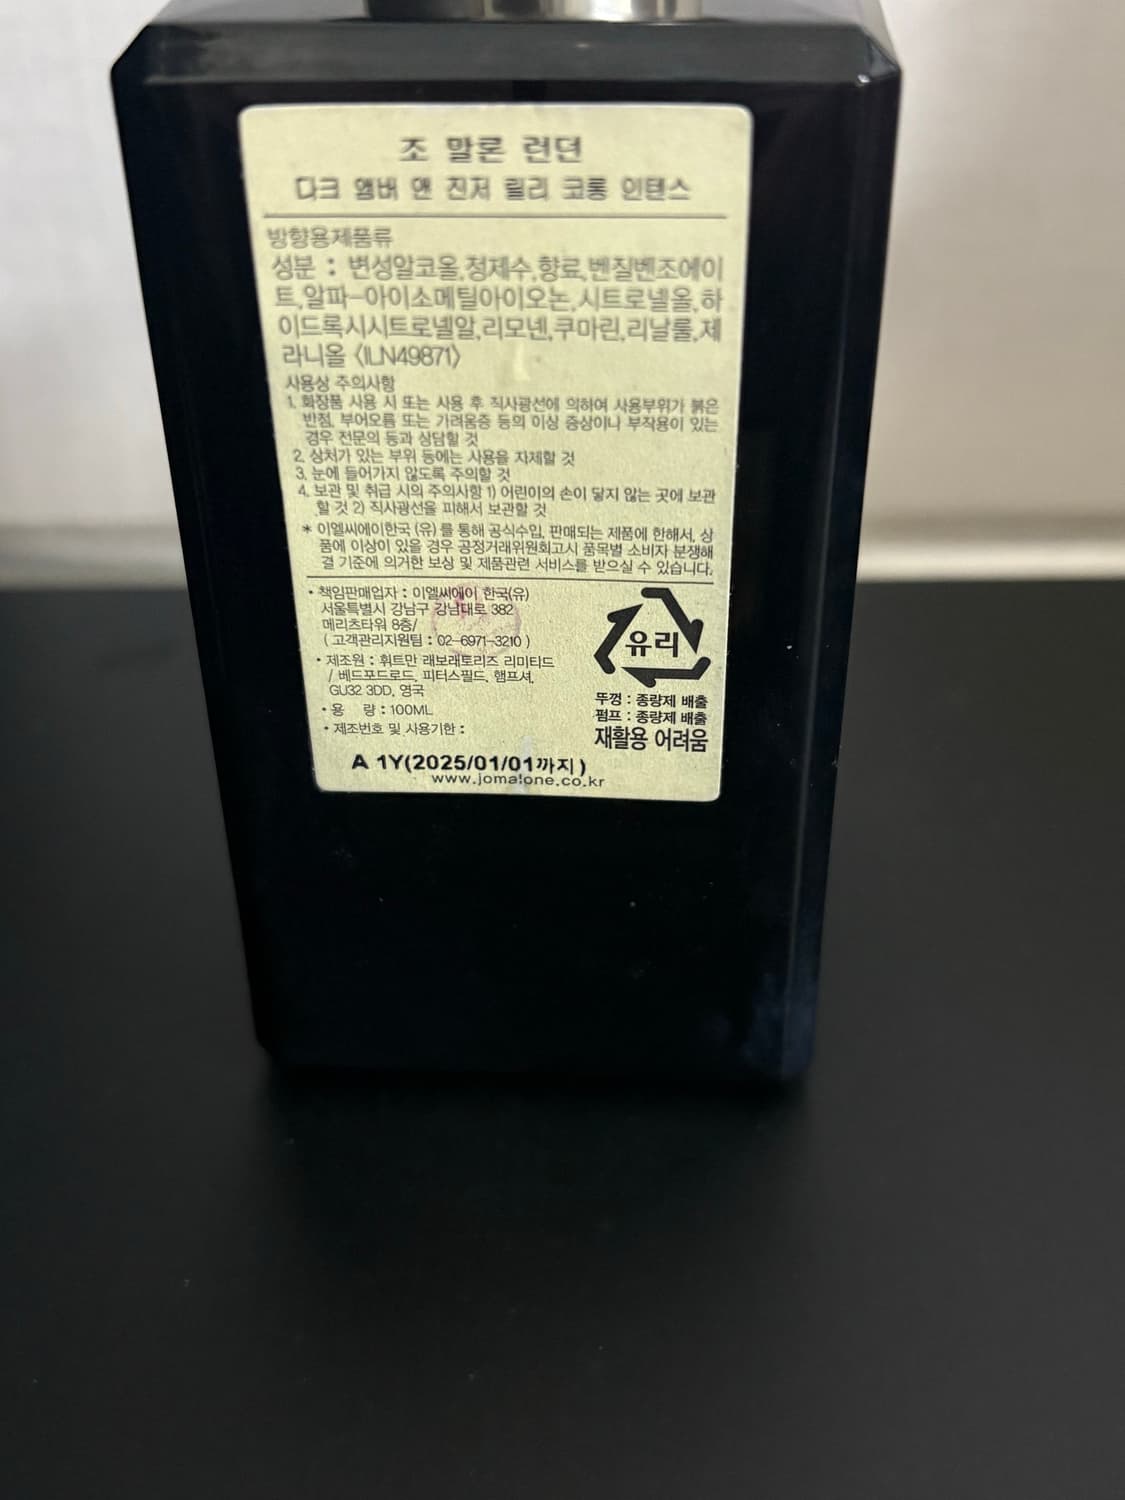 조 말론 런던
다크 앰버 앤 진저 릴리 코롱 인텐스
방향용제품류
성분 : 변성알코올,정제수,향료,벤질벤조에이
트,알파-아이소메틸아이오논,시트로넬올,하
이드록시시트로넬알,리모넨,쿠마린,리날룰,제
라니올 〈ILN49871〉
사용상 주의사항
1. 화장품 사용 시 또는 사용 후 직사광선에 의하여 사용부위가 붉은
반점, 부어오름 또는 가려움증 등의 이상 증상이나 부작용이 있는
경우 전문의 등과 상담할 것
2. 상처가 있는 부위 등에는 사용을 자제할 것
3. 눈에 들어가지 않도록 주의할 것
4. 보관 및 취급 시의 주의사항 1) 어린이의 손이 닿지 않는 곳에 보관
할 것 2) 직사광선을 피해서 보관할 것
* 이엘씨에이한국 (유) 를 통해 공식수입, 판매되는 제품에 한해서, 상
품에 이상이 있을 경우 공정거래위원회고시 품목별 소비자 분쟁해
결 기준에 의거한 보상 및 제품관련 서비스를 받으실 수 있습니다.
• 책임판매업자 : 이엘씨에이 한국(유)
서울특별시 강남구 강남대로 382
메리츠타워 8층/
( 고객관리지원팀 : 02-6971-3210 )
• 제조원 : 휘트만 래보래토리즈 리미티드
/ 베드포드로드, 피터스필드, 햄프셔,
GU32 3DD, 영국
• 용 량 : 100ML
• 제조번호 및 사용기한 :
A 1Y(2025/01/01까지)
www.jomalone.co.kr
유리
뚜껑 : 종량제 배출
펌프 : 종량제 배출
재활용 어려움